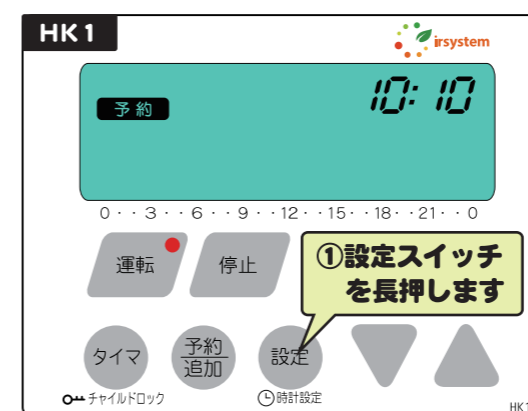 HK1
irsystem
予約
10:10
0・・3・・6・・9・・12・・15・・18・・21・・0
運転
停止
①設定スイッチ
を長押しします
タイマ
予約
追加
設定
チャイルドロック
時計設定
HK1